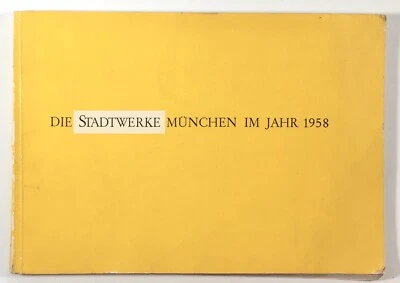 DIE STADTWERKE MÜNCHEN IM JAHR 1958